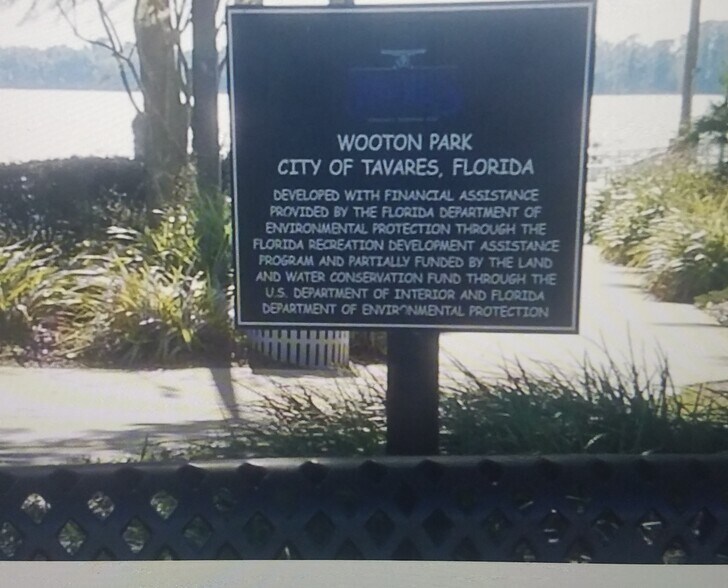 WOOTON PARK
CITY OF TAVARES, FLORIDA
DEVELOPED WITH FINANCIAL ASSISTANCE
PROVIDED BY THE FLORIDA DEPARTMENT OF
ENVIRONMENTAL PROTECTION THROUGH THE
FLORIDA RECREATION DEVELOPMENT ASSISTANCE
PROGRAM AND PARTIALLY FUNDED BY THE LAND
AND WATER CONSERVATION FUND THROUGH THE
U.S. DEPARTMENT OF INTERIOR AND FLORIDA
DEPARTMENT OF ENVIRONMENTAL PROTECTION